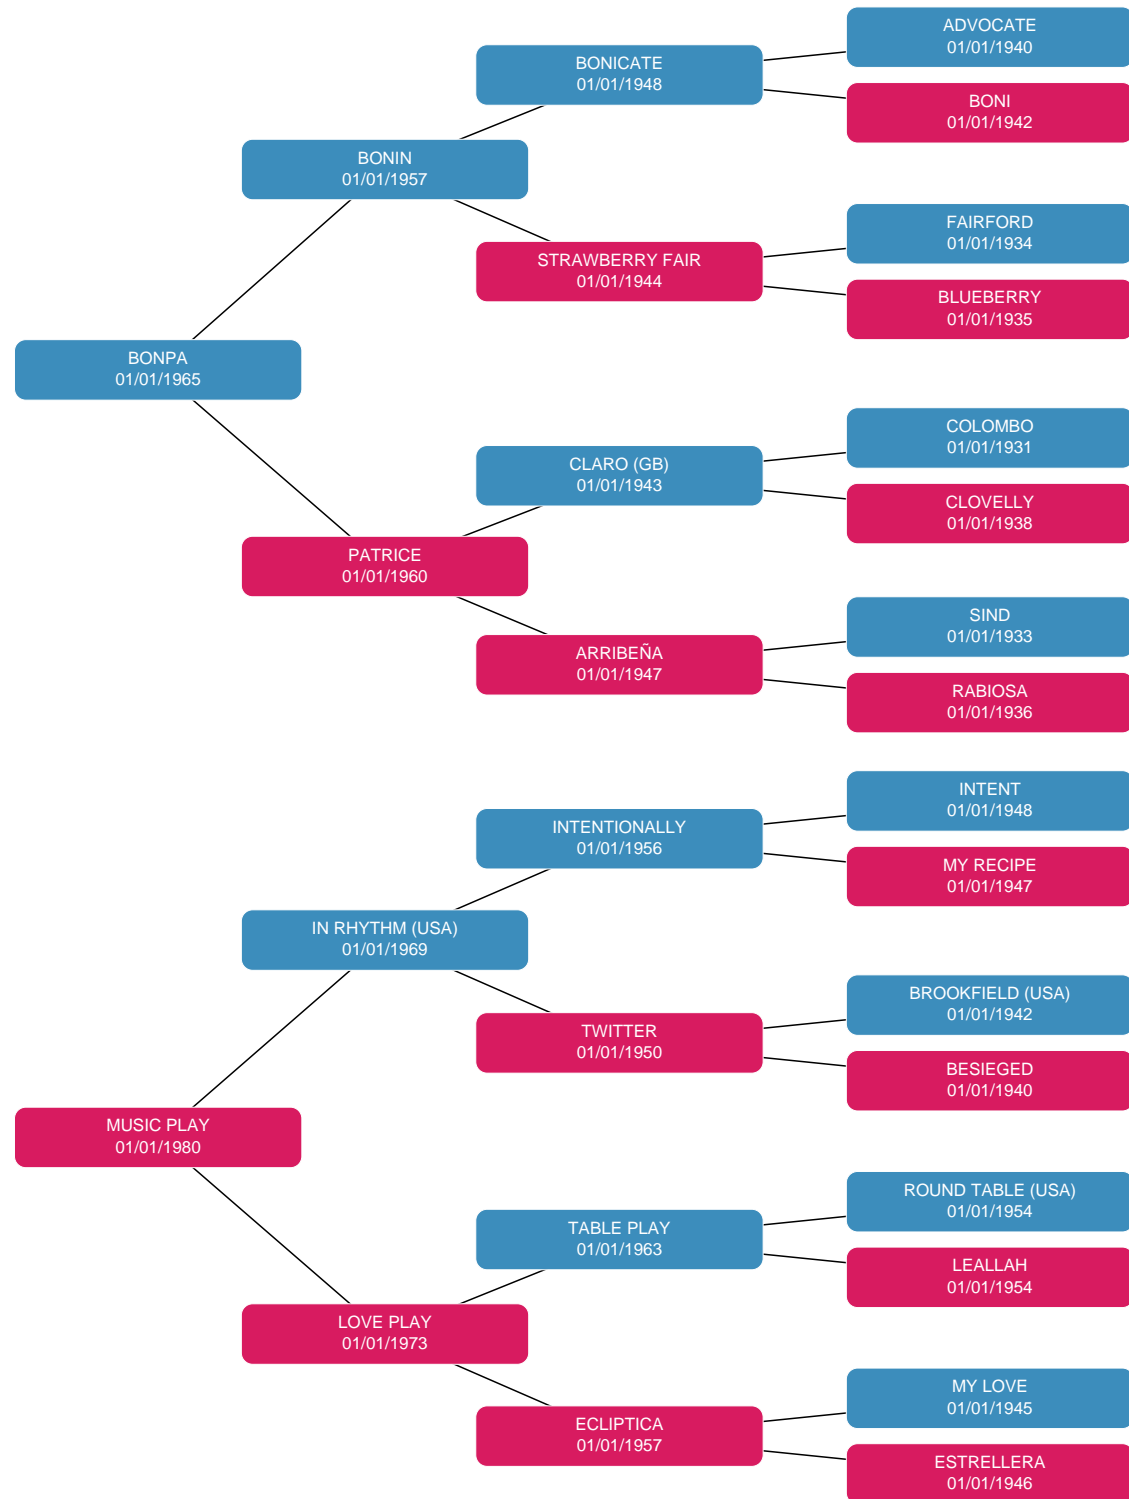 ADVOCATE
01/01/1940
BONICATE
01/01/1948
BONI
01/01/1942
BONIN
01/01/1957
FAIRFORD
01/01/1934
STRAWBERRY FAIR
01/01/1944
BLUEBERRY
01/01/1935
BONPA
01/01/1965
COLOMBO
01/01/1931
CLARO (GB)
01/01/1943
CLOVELLY
01/01/1938
PATRICE
01/01/1960
SIND
01/01/1933
ARRIBEÑA
01/01/1947
RABIOSA
01/01/1936
INTENT
01/01/1948
INTENTIONALLY
01/01/1956
MY RECIPE
01/01/1947
IN RHYTHM (USA)
01/01/1969
BROOKFIELD (USA)
01/01/1942
TWITTER
01/01/1950
BESIEGED
01/01/1940
MUSIC PLAY
01/01/1980
ROUND TABLE (USA)
01/01/1954
TABLE PLAY
01/01/1963
LEALLAH
01/01/1954
LOVE PLAY
01/01/1973
MY LOVE
01/01/1945
ECLIPTICA
01/01/1957
ESTRELLERA
01/01/1946